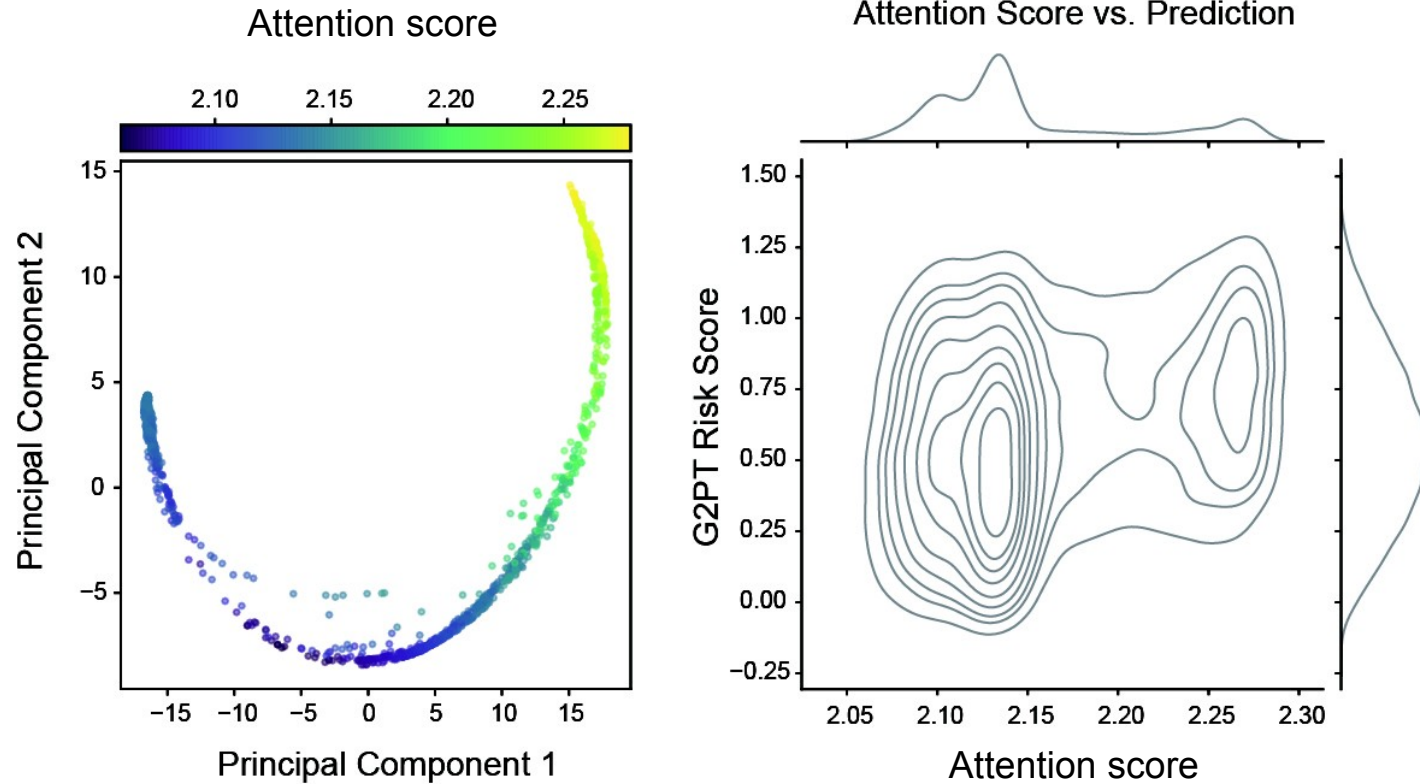 Attention score
2.10 2.15 2.20 2.25
15
10
5
0
−5
−15 −10 −5 0 5 10 15
Principal Component 2
Principal Component 1
Attention Score vs. Prediction
1.50
1.25
1.00
0.75
0.50
0.25
0.00
−0.25
2.05 2.10 2.15 2.20 2.25 2.30
G2PT Risk Score
Attention score